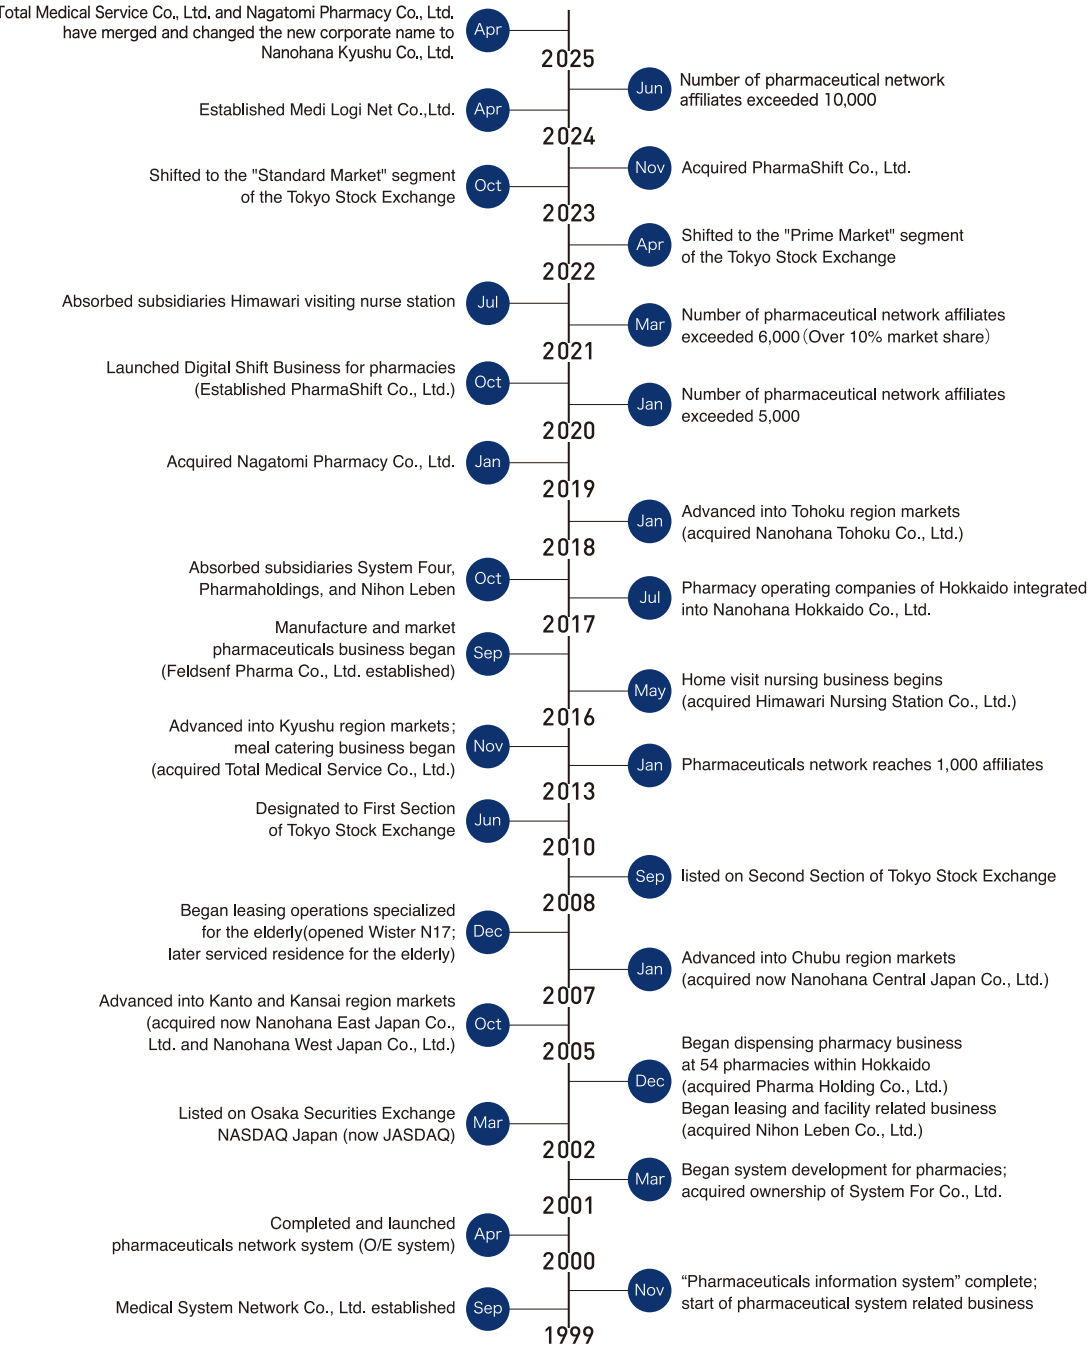 Total Medical Service Co., Ltd. and Nagatomi Pharmacy Co., Ltd.
have merged and changed the new corporate name to
Nanohana Kyushu Co., Ltd.
Apr
2025
Jun
Number of pharmaceutical network
affiliates exceeded 10,000
Established Medi Logi Net Co.,Ltd.
Apr
2024
Nov
Acquired PharmaShift Co., Ltd.
Shifted to the "Standard Market" segment
of the Tokyo Stock Exchange
Oct
2023
Apr
Shifted to the "Prime Market" segment
of the Tokyo Stock Exchange
2022
Absorbed subsidiaries Himawari visiting nurse station
Jul
Mar
Number of pharmaceutical network affiliates
exceeded 6,000（Over 10% market share）
2021
Launched Digital Shift Business for pharmacies
(Established PharmaShift Co., Ltd.)
Oct
Jan
Number of pharmaceutical network affiliates
exceeded 5,000
2020
Acquired Nagatomi Pharmacy Co., Ltd.
Jan
2019
Jan
Advanced into Tohoku region markets
(acquired Nanohana Tohoku Co., Ltd.)
2018
Absorbed subsidiaries System Four,
Pharmaholdings, and Nihon Leben
Oct
Jul
Pharmacy operating companies of Hokkaido integrated
into Nanohana Hokkaido Co., Ltd.
2017
Manufacture and market
pharmaceuticals business began
(Feldsenf Pharma Co., Ltd. established)
Sep
May
Home visit nursing business begins
(acquired Himawari Nursing Station Co., Ltd.)
2016
Advanced into Kyushu region markets;
meal catering business began
(acquired Total Medical Service Co., Ltd.)
Nov
Jan
Pharmaceuticals network reaches 1,000 affiliates
2013
Designated to First Section
of Tokyo Stock Exchange
Jun
2010
Sep
listed on Second Section of Tokyo Stock Exchange
2008
Began leasing operations specialized
for the elderly(opened Wister N17;
later serviced residence for the elderly)
Dec
Jan
Advanced into Chubu region markets
(acquired now Nanohana Central Japan Co., Ltd.)
2007
Advanced into Kanto and Kansai region markets
(acquired now Nanohana East Japan Co.,
Ltd. and Nanohana West Japan Co., Ltd.)
Oct
2005
Dec
Began dispensing pharmacy business
at 54 pharmacies within Hokkaido
(acquired Pharma Holding Co., Ltd.)
Began leasing and facility related business
(acquired Nihon Leben Co., Ltd.)
Listed on Osaka Securities Exchange
NASDAQ Japan (now JASDAQ)
Mar
2002
Mar
Began system development for pharmacies;
acquired ownership of System For Co., Ltd.
2001
Completed and launched
pharmaceuticals network system (O/E system)
Apr
2000
Nov
“Pharmaceuticals information system” complete;
start of pharmaceutical system related business
Medical System Network Co., Ltd. established
Sep
1999